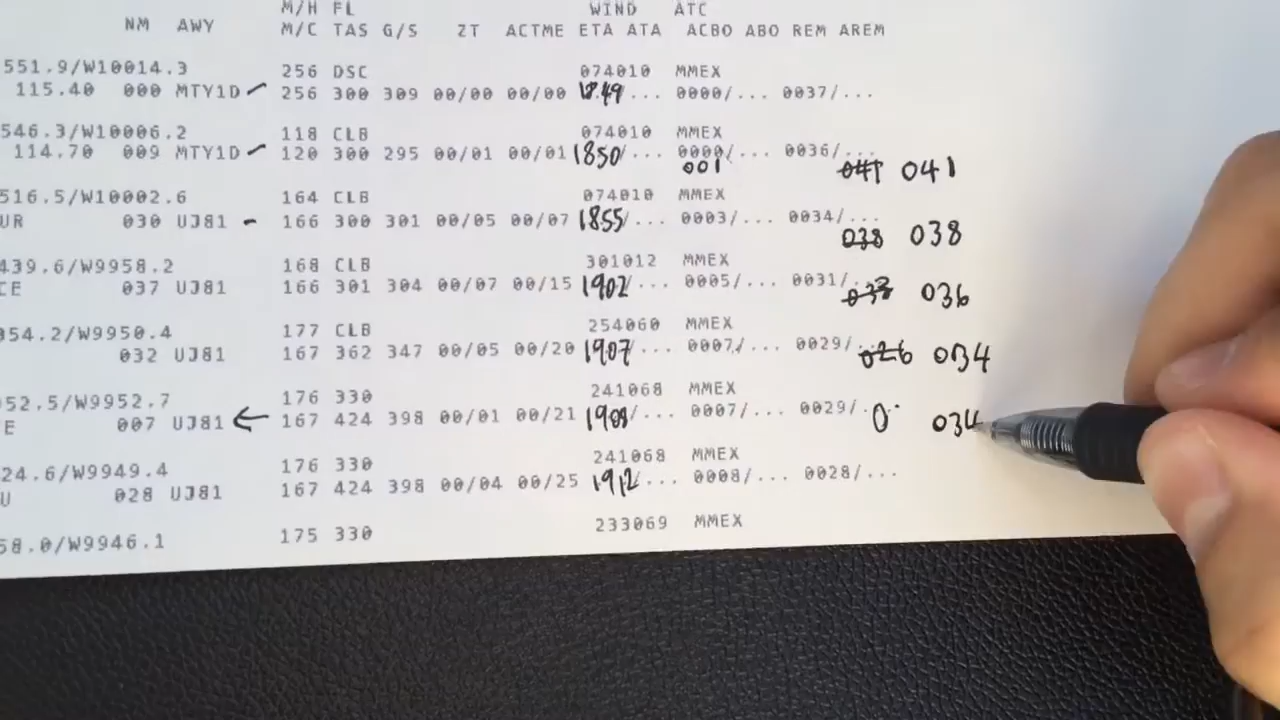 M/H FL WIND ATC
NM AWY M/C TAS G/S ZT ACTME ETA ATA ACBO ABO REM AREM
551.9/W10014.3 256 DSC 074010 MMEX
115.40 000 MTY1D 256 300 309 00/00 00/00 1849 ... 0000/... 0037/...
546.3/W10006.2 118 CLB 074010 MMEX
114.70 009 MTY1D 120 300 295 00/01 00/01 1850/... 0000/... 0036/...
001 041 041
516.5/W10002.6 164 CLB 074010 MMEX
UR 030 UJ81 166 300 301 00/05 00/07 1855/... 0003/... 0034/...
038 038
439.6/W9958.2 168 CLB 301012 MMEX
CE 037 UJ81 166 301 304 00/07 00/15 1902/... 0005/... 0031/...
036
054.2/W9950.4 177 CLB 254060 MMEX
032 UJ81 167 362 347 00/05 00/20 1907 ... 0007/... 0029/...
026 034
052.5/W9952.7 176 330 241068 MMEX
E 007 UJ81 ← 167 424 398 00/01 00/21 1908/... 0007/... 0029/...
0 034
24.6/W9949.4 176 330 241068 MMEX
U 028 UJ81 167 424 398 00/04 00/25 1912 ... 0008/... 0028/...
58.0/W9946.1 175 330 233069 MMEX